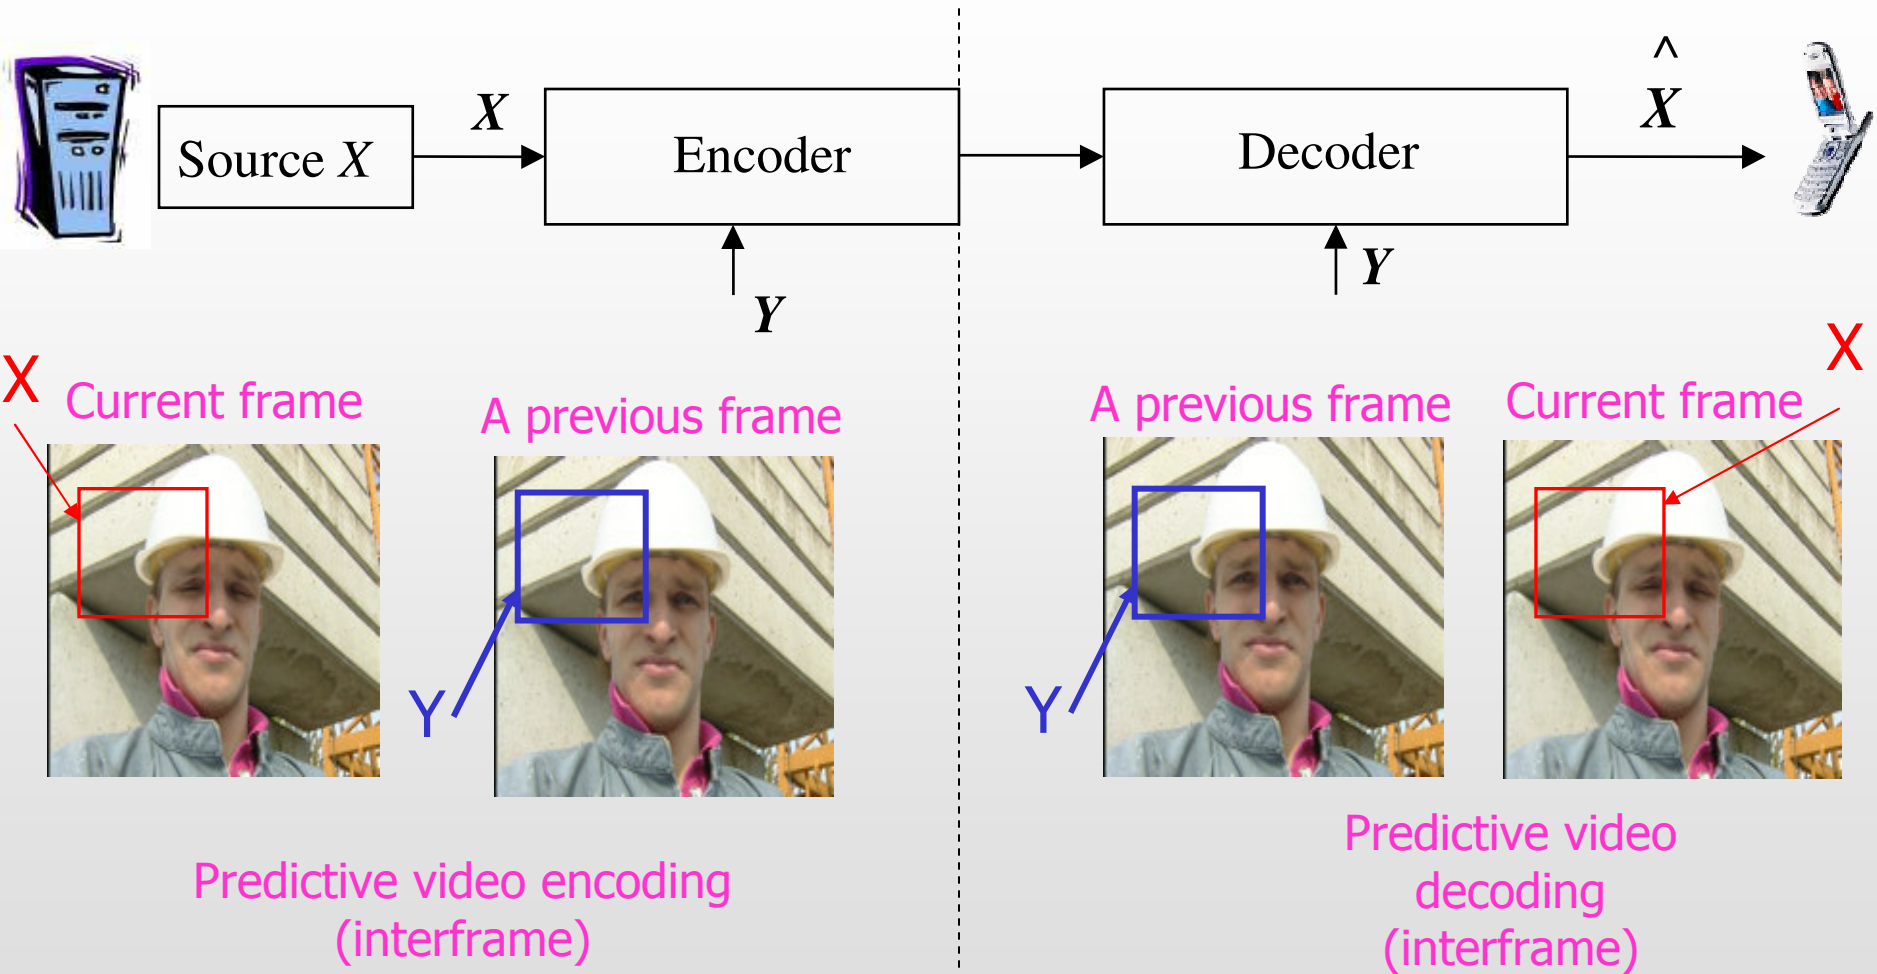 ^
X
X
Source X
Encoder
Decoder
Y
Y
X
Current frame
A previous frame
A previous frame
Current frame
X
Y
Y
Predictive video encoding
(interframe)
Predictive video
decoding
(interframe)